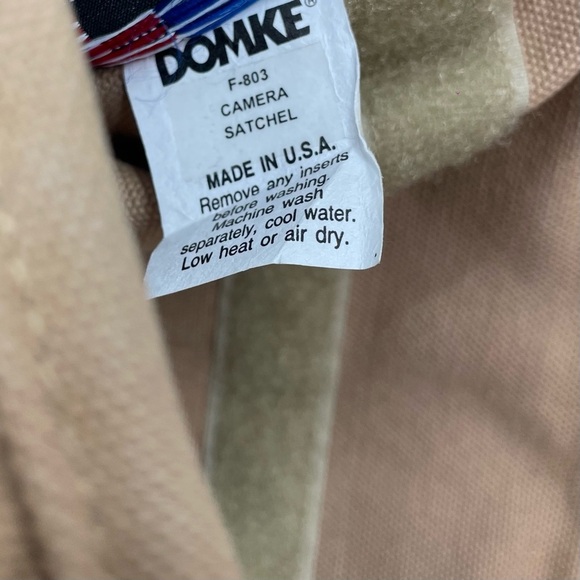 DOMKE®
F-803
CAMERA
SATCHEL
MADE IN U.S.A.
Remove any inserts
before washing.
Machine wash
separately, cool water.
Low heat or air dry.